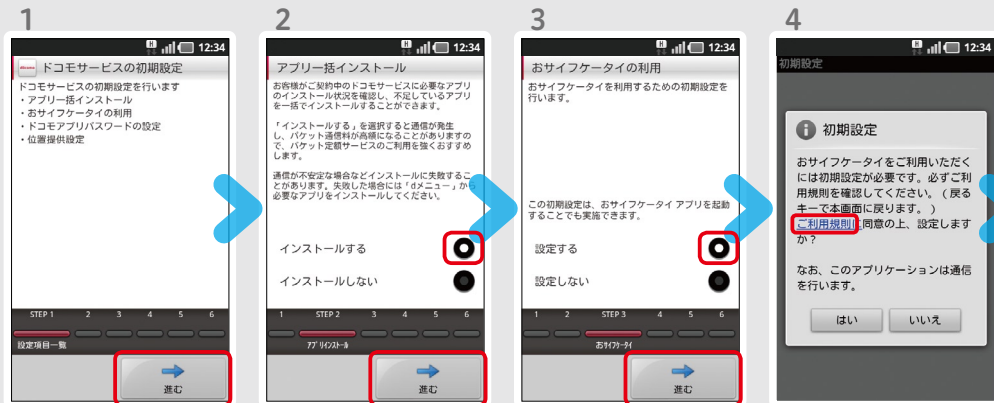 1
12:34
docomo ドコモサービスの初期設定
ドコモサービスの初期設定を行います
・アプリ一括インストール
・おサイフケータイの利用
・ドコモアプリパスワードの設定
・位置提供設定
STEP 1 2 3 4 5 6
設定項目一覧
進む
2
12:34
アプリ一括インストール
お客様がご契約中のドコモサービスに必要なアプリ
のインストール状況を確認し、不足しているアプリ
を一括でインストールすることができます。
「インストールする」を選択すると通信が発生
し、パケット通信料が高額になることがありますの
で、パケット定額サービスのご利用を強くおすすめ
します。
通信が不安定な場合などインストールに失敗するこ
とがあります。失敗した場合には「dメニュー」から
必要なアプリをインストールしてください。
インストールする
インストールしない
1 STEP 2 3 4 5 6
アプリインストール
進む
3
12:34
おサイフケータイの利用
おサイフケータイを利用するための初期設定を
行います。
この初期設定は、おサイフケータイ アプリを起動
することでも実施できます。
設定する
設定しない
1 2 STEP 3 4 5 6
おサイフケータイ
進む
4
12:34
初期設定
初期設定
おサイフケータイをご利用いただく
には初期設定が必要です。必ずご利
用規則を確認してください。(戻る
キーで本画面に戻ります。)
ご利用規則に同意の上、設定します
か?
なお、このアプリケーションは通信
を行います。
はい いいえ